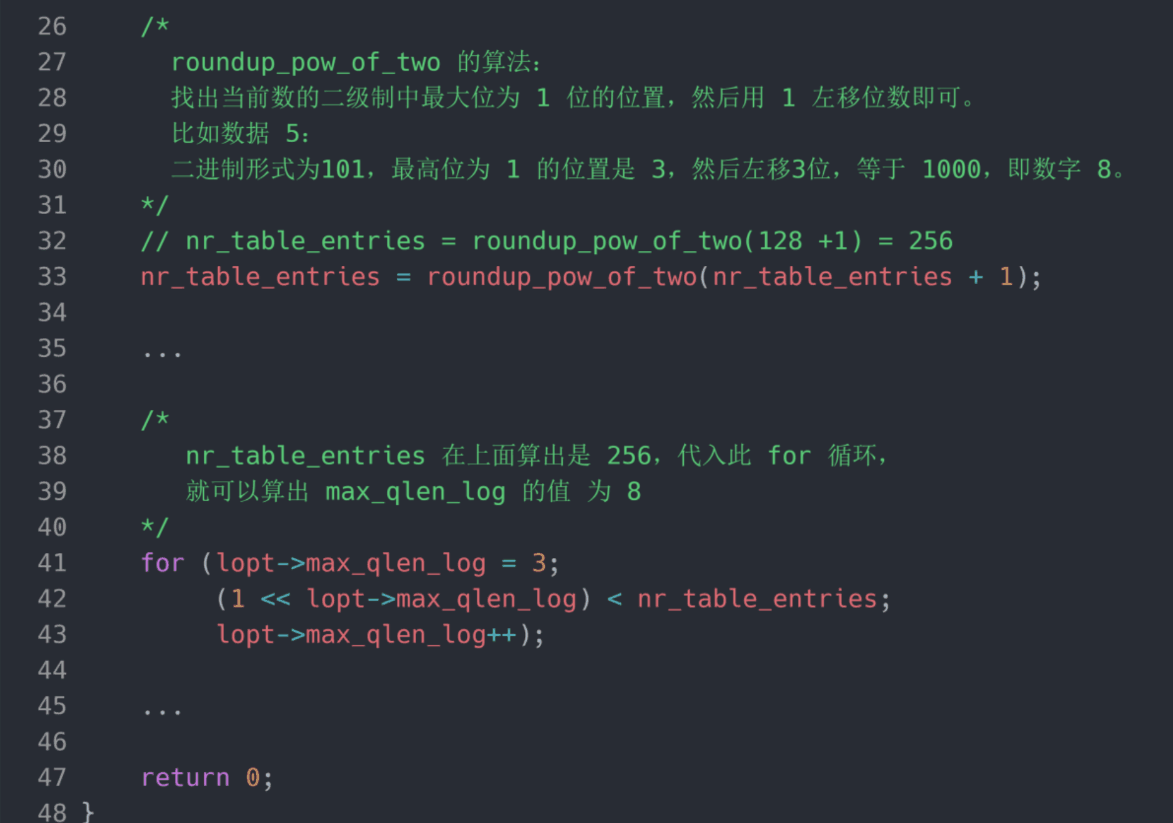 26 /*
27 roundup_pow_of_two 的算法：
28 找出当前数的二级制中最大位为 1 位的位置，然后用 1 左移位数即可。
29 比如数据 5：
30 二进制形式为101，最高位为 1 的位置是 3，然后左移3位，等于 1000，即数字 8。
31 */
32 // nr_table_entries = roundup_pow_of_two(128 +1) = 256
33 nr_table_entries = roundup_pow_of_two(nr_table_entries + 1);
34
35 ...
36
37 /*
38 nr_table_entries 在上面算出是 256，代入此 for 循环，
39 就可以算出 max_qlen_log 的值 为 8
40 */
41 for (lopt->max_qlen_log = 3;
42 (1 << lopt->max_qlen_log) < nr_table_entries;
43 lopt->max_qlen_log++);
44
45 ...
46
47 return 0;
48 }